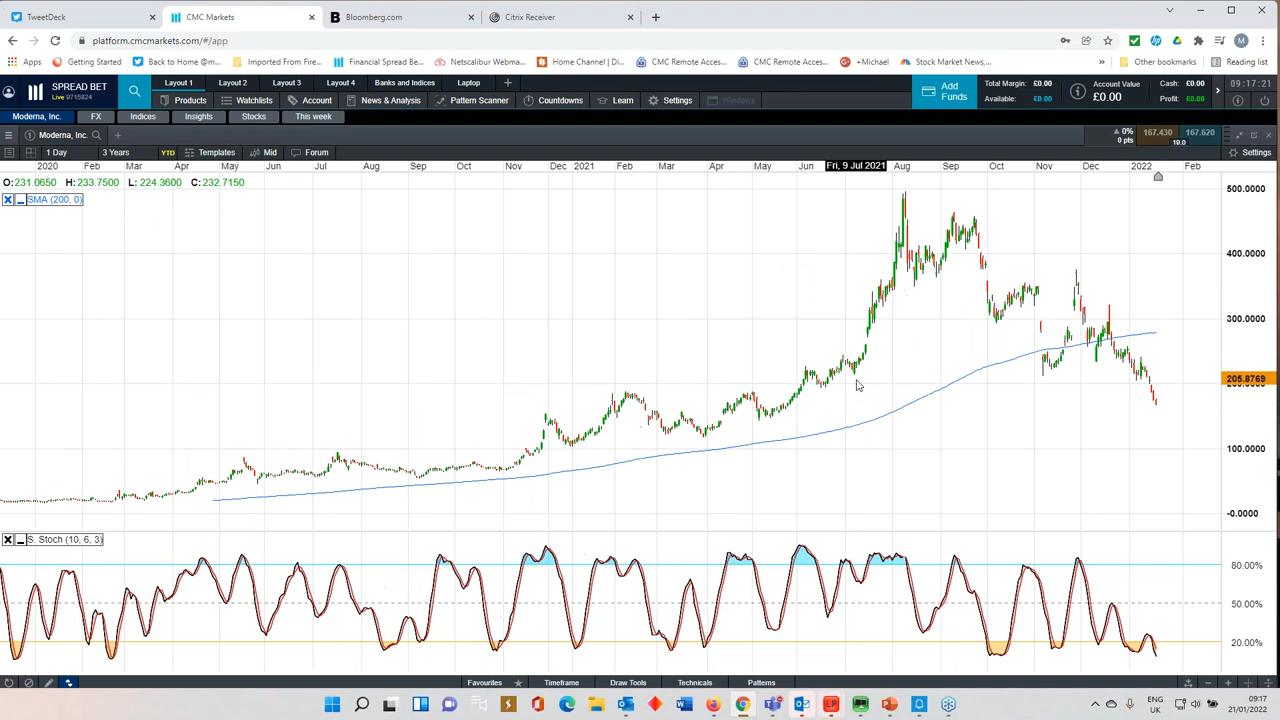 TweetDeck CMC Markets Bloomberg.com Citrix Receiver
platform.cmcmarkets.com/#/app
Apps Getting Started Back to Home@... Imported From Fire... Financial Spread Be... Netscalibur Webma... Home Channel | Di... CMC Remote Acces... CMC Remote Acces... +Michael Stock Market News,... Other bookmarks Reading list
SPREAD BET
Live 9715824
Layout 1 Layout 2 Layout 3 Layout 4 Banks and Indices Laptop
Products Watchlists Account News & Analysis Pattern Scanner Countdowns Learn Settings Windows
Add Funds
Total Margin: £0.00
Available: £0.00
Account Value
£0.00
Cash: £0.00
Profit: £0.00
09:17:21
Moderna, Inc. FX Indices Insights Stocks This week
Moderna, Inc.
0%
0 pts
167.430 167.620
19.0
1 Day 3 Years YTD Templates Mid Forum Settings
2020 Feb Mar Apr May Jun Jul Aug Sep Oct Nov Dec 2021 Feb Mar Apr May Jun Fri, 9 Jul 2021 Aug Sep Oct Nov Dec 2022 Feb
O:231.0650 H:233.7500 L: 224.3600 C: 232.7150
SMA (200, 0)
500.0000
400.0000
300.0000
205.8769
100.0000
-0.0000
S. Stoch (10, 6, 3)
80.00%
50.00%
20.00%
Favourites Timeframe Draw Tools Technicals Patterns
ENG
UK
09:17
21/01/2022